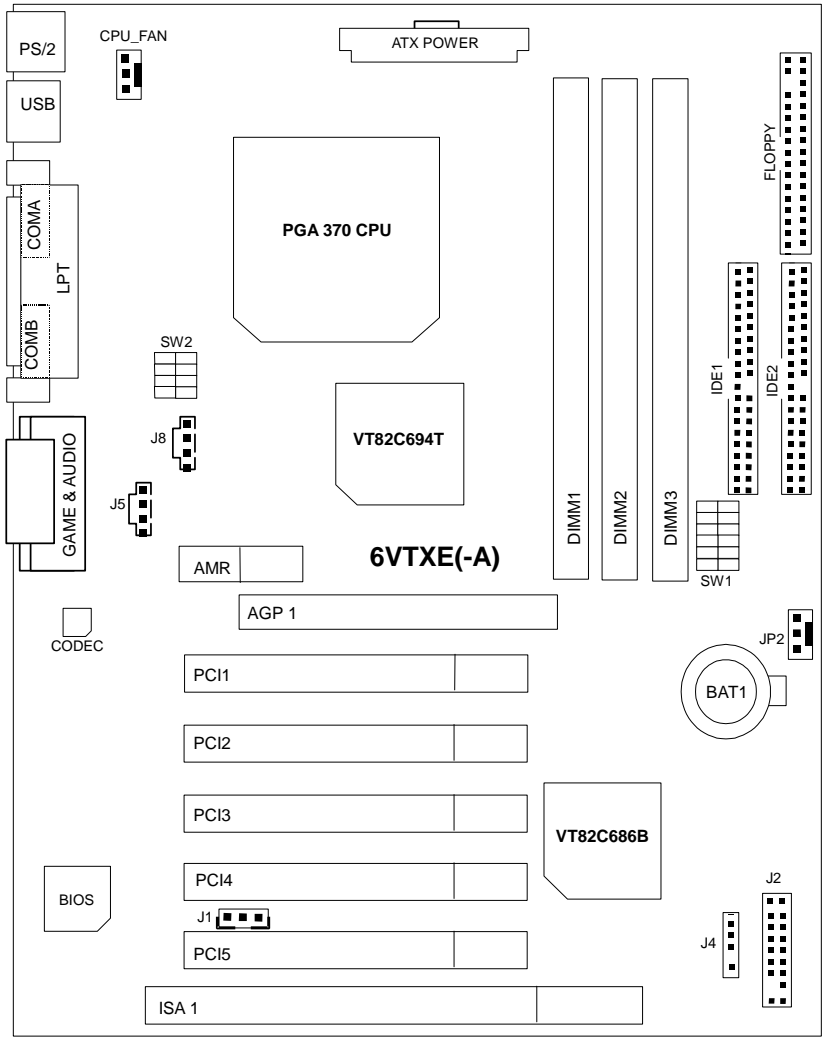 CPU_FAN
PS/2
ATX POWER
USB
FLOPPY
COMA
LPT
PGA 370 CPU
COMB
SW2
IDE1
IDE2
J8
VT82C694T
GAME & AUDIO
J5
DIMM1
DIMM2
DIMM3
6VTXE(-A)
AMR
SW1
AGP 1
CODEC
JP2
PCI1
BAT1
PCI2
PCI3
VT82C686B
PCI4
J2
BIOS
J1
J4
PCI5
ISA 1